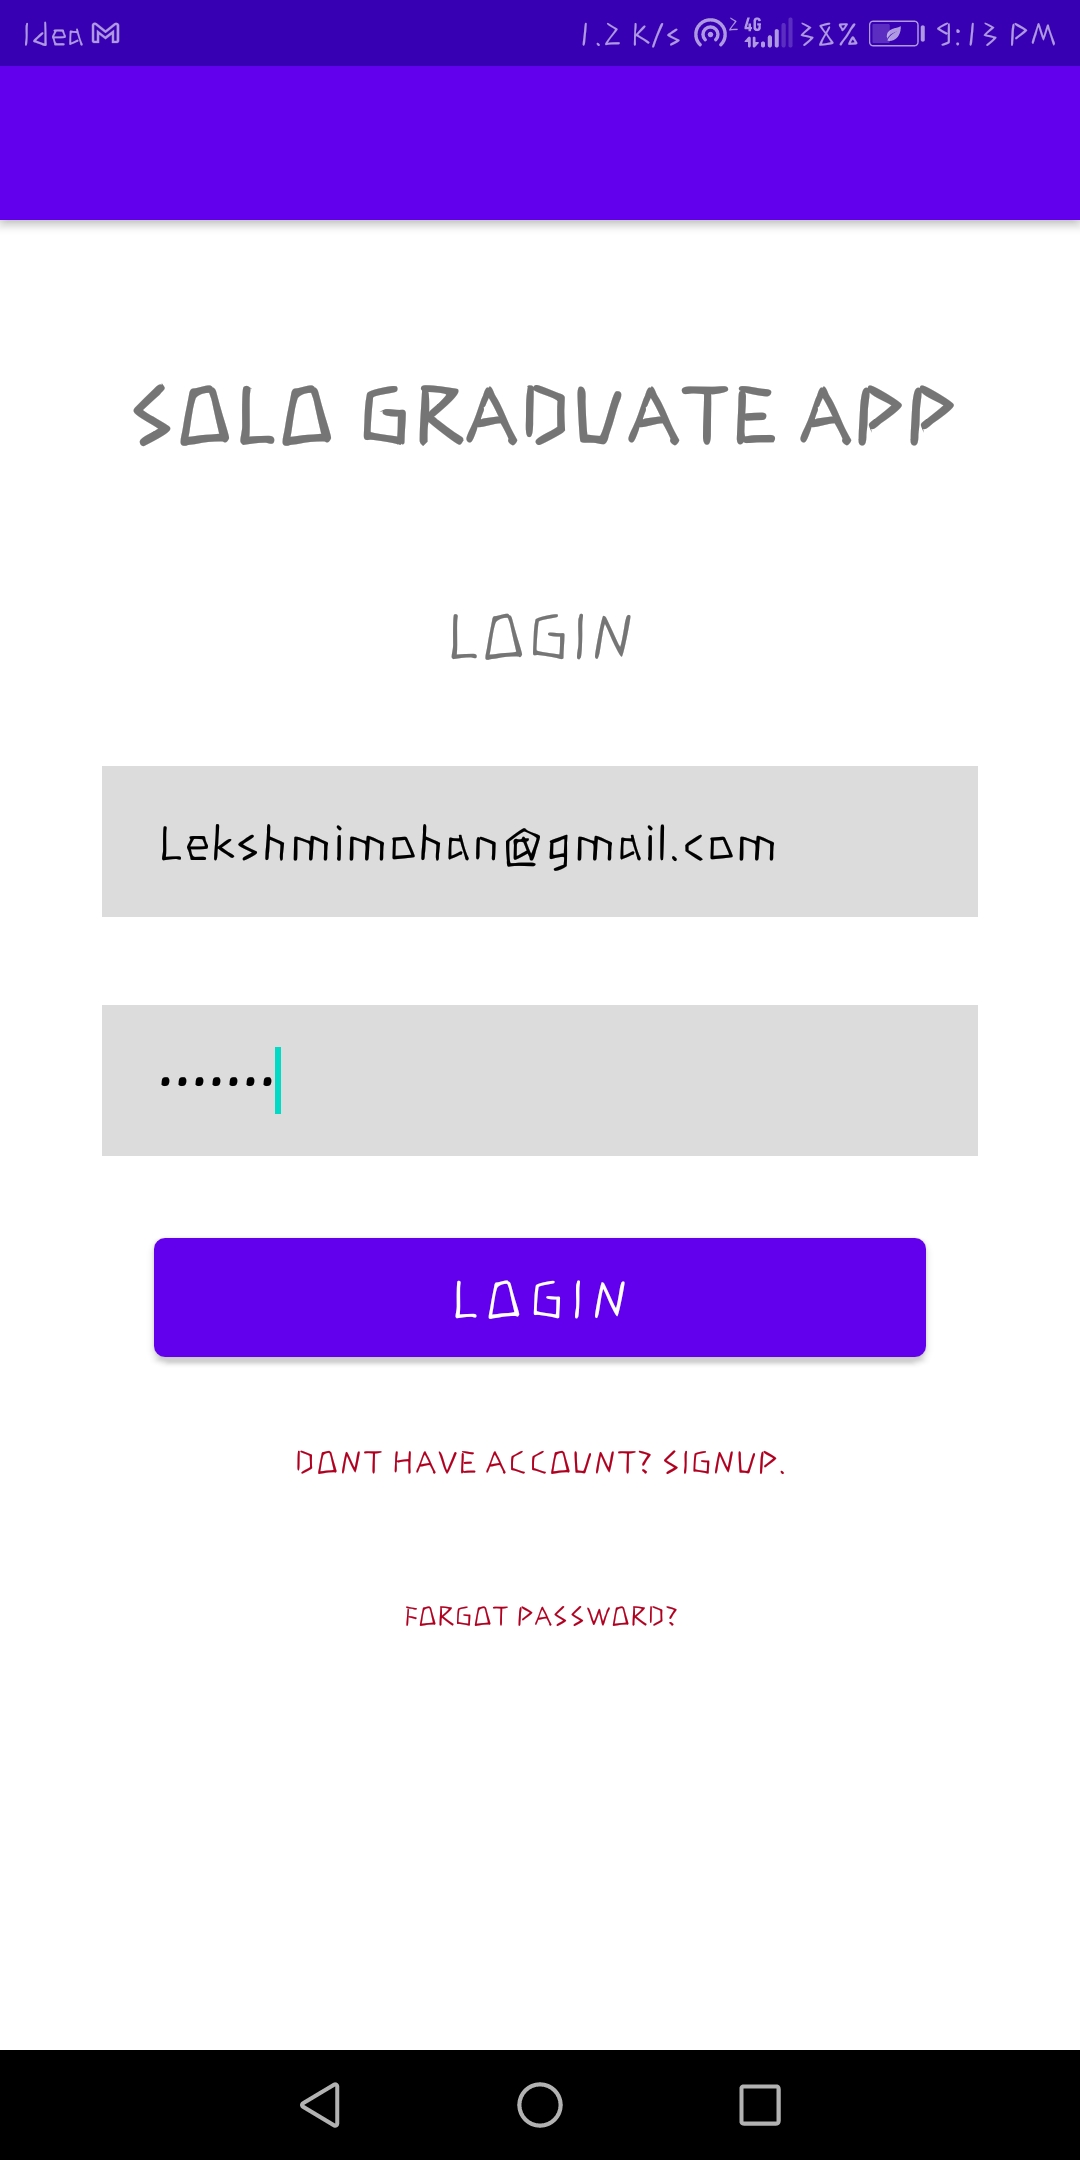 Idea 1.2 K/s 2 4G 38% 9:13 PM
SOLO GRADUATE APP
LOGIN
Lekshmimohan@gmail.com
•••••••
LOGIN
DONT HAVE ACCOUNT? SIGNUP.
FORGOT PASSWORD?